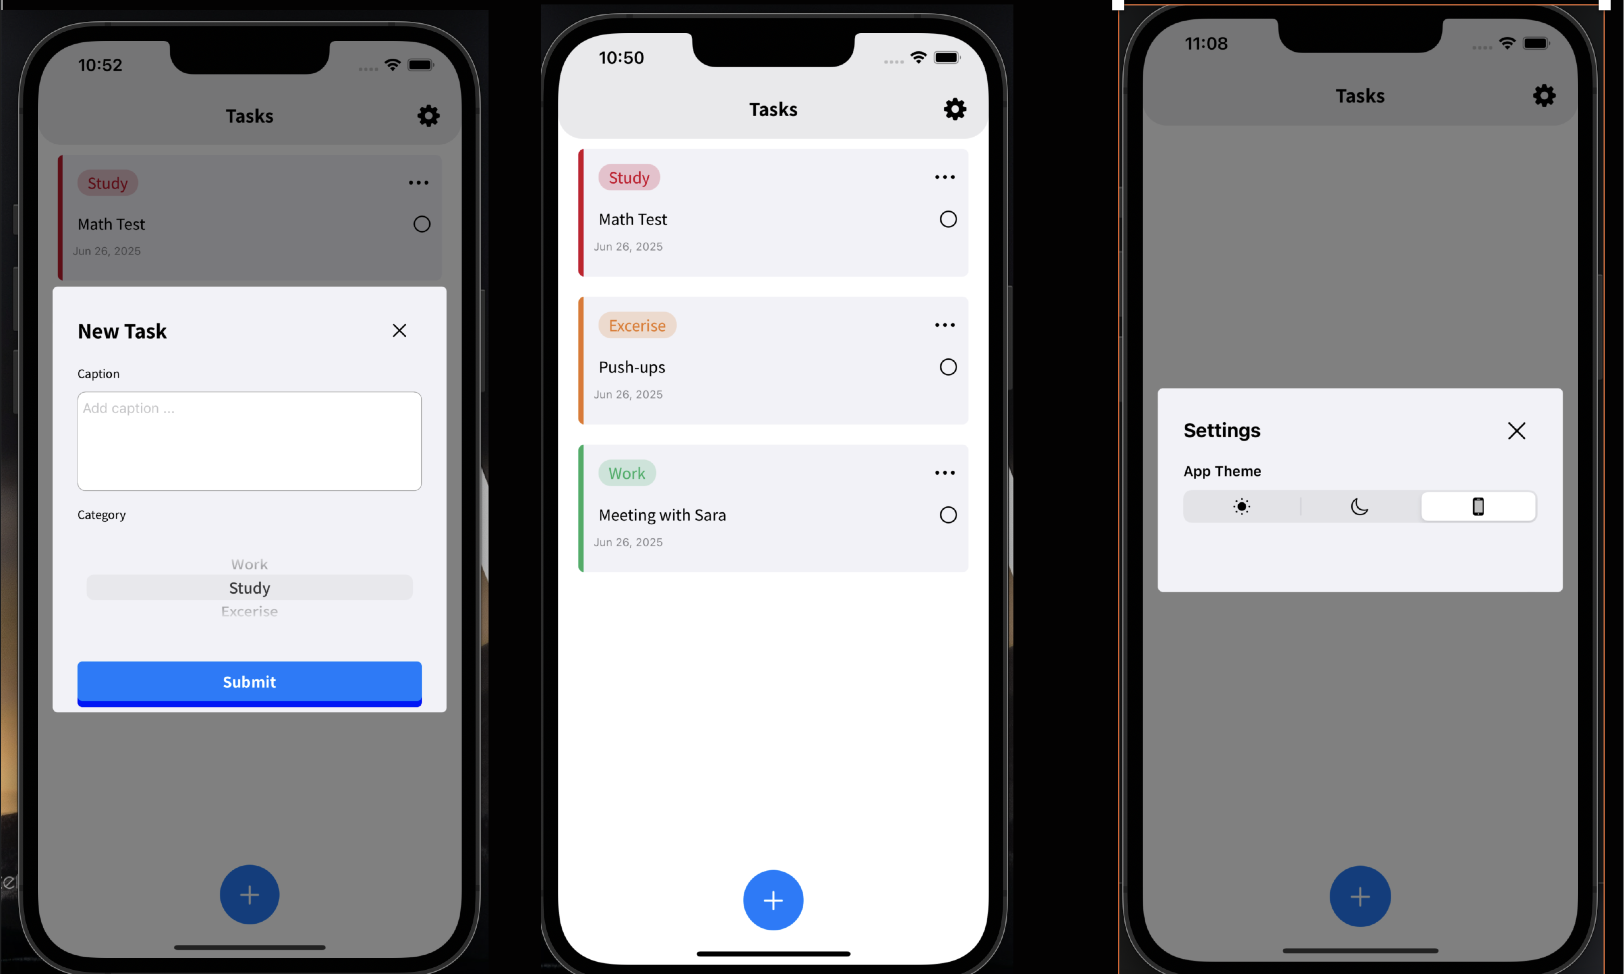 10:52
Tasks
Study
Math Test
Jun 26, 2025
New Task
Caption
Add caption ...
Category
Work
Study
Excerise
Submit
10:50
Tasks
Study
Math Test
Jun 26, 2025
Excerise
Push-ups
Jun 26, 2025
Work
Meeting with Sara
Jun 26, 2025
11:08
Tasks
Settings
App Theme